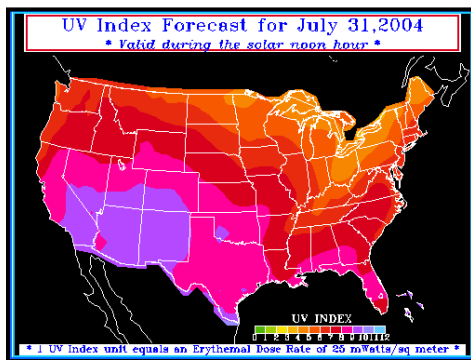 UV Index Forecast for July 31,2004
* Valid during the solar noon hour *
UV INDEX
0 1 2 3 4 5 6 7 8 9 10 11 12
* 1 UV Index unit equals an Erythemal Dose Rate of 25 mWatts/sq meter *